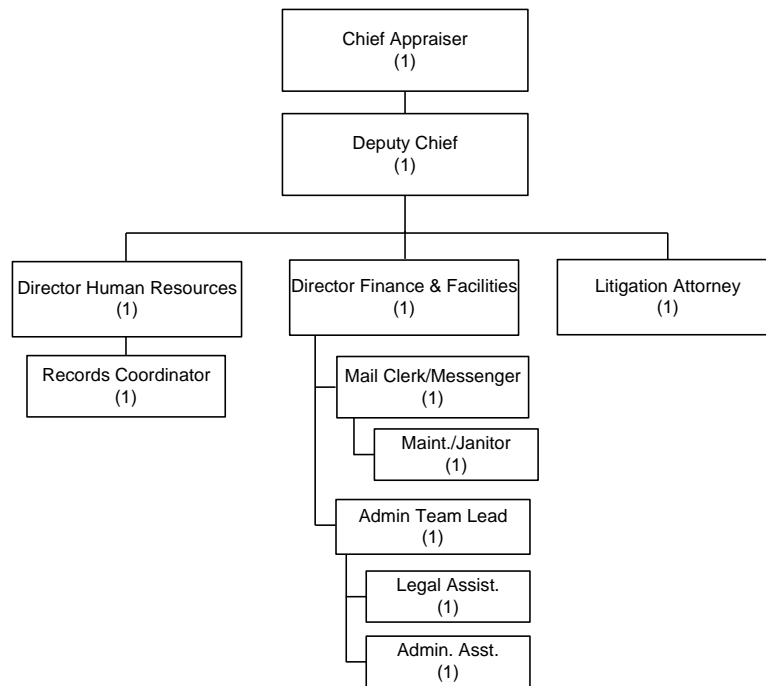 Chief Appraiser
(1)
Deputy Chief
(1)
Director Human Resources
(1)
Director Finance & Facilities
(1)
Litigation Attorney
(1)
Records Coordinator
(1)
Mail Clerk/Messenger
(1)
Maint./Janitor
(1)
Admin Team Lead
(1)
Legal Assist.
(1)
Admin. Asst.
(1)